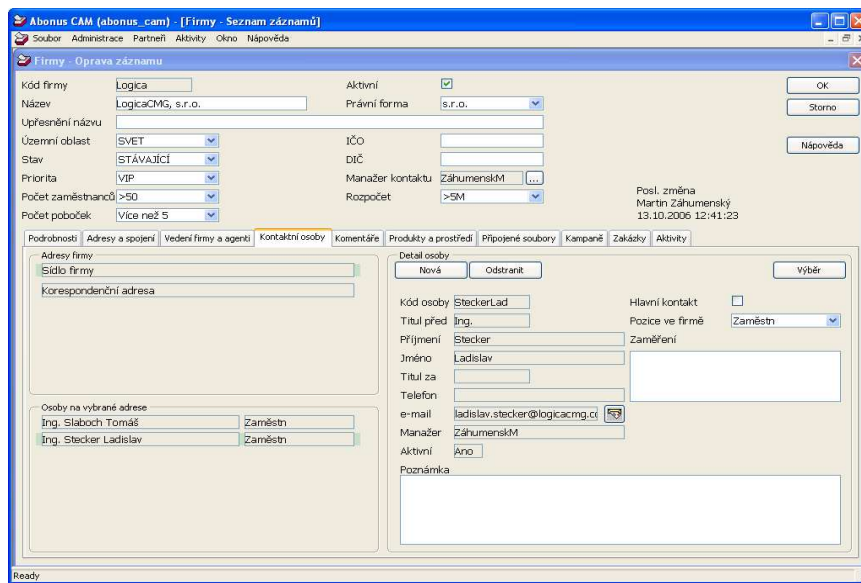 Abonus CAM (abonus_cam) - [Firmy - Seznam záznamů]
Soubor Administrace Partneři Aktivity Okno Nápověda
Firmy - Oprava záznamu
Kód firmy Logica Aktivní OK
Název LogicaCMG, s.r.o. Právní forma s.r.o. Storno
Upřesnění názvu
Územní oblast SVET IČO Nápověda
Stav STÁVAJÍCÍ DIČ
Priorita VIP Manažer kontaktu ZáhumenskM ...
Počet zaměstnanců >50 Rozpočet >5M Posl. změna
Martin Záhumenský
Počet poboček Více než 5 13.10.2006 12:41:23
Podrobnosti Adresy a spojení Vedení firmy a agenti Kontaktní osoby Komentáře Produkty a prostředí Připojené soubory Kampaně Zakázky Aktivity
Adresy firmy Detail osoby
Sídlo firmy Nová Odstranit Výběr
Korespondenční adresa
Kód osoby SteckerLad Hlavní kontakt
Titul před Ing. Pozice ve firmě Zaměstn
Příjmení Stecker Zaměření
Jméno Ladislav
Titul za
Telefon
Osoby na vybrané adrese
e-mail ladislav.stecker@logicacmg.c
Ing. Slaboch Tomáš Zaměstn
Manažer ZáhumenskM
Ing. Stecker Ladislav Zaměstn
Aktivní Ano
Poznámka
Ready